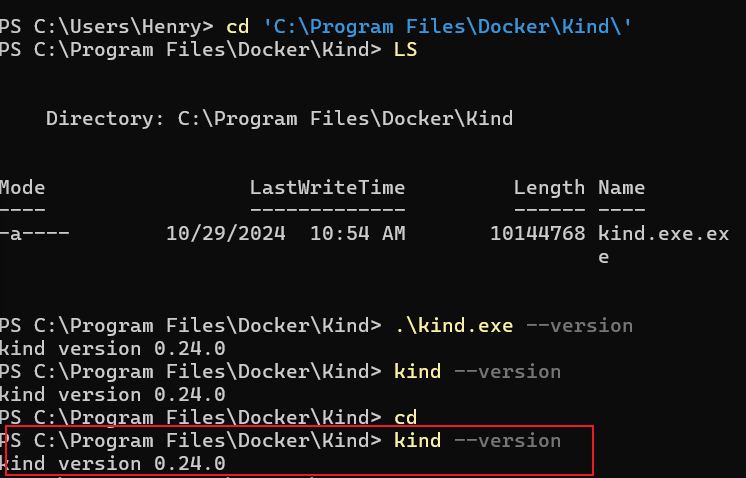 PS C:\Users\Henry> cd 'C:\Program Files\Docker\Kind\'
PS C:\Program Files\Docker\Kind> LS
Directory: C:\Program Files\Docker\Kind
Mode LastWriteTime Length Name
---- ------------- ------ ----
-a---- 10/29/2024 10:54 AM 10144768 kind.exe.ex
e
PS C:\Program Files\Docker\Kind> .\kind.exe --version
kind version 0.24.0
PS C:\Program Files\Docker\Kind> kind --version
kind version 0.24.0
PS C:\Program Files\Docker\Kind> cd
PS C:\Program Files\Docker\Kind> kind --version
kind version 0.24.0